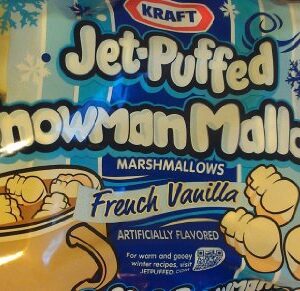 KRAFT
Jet-Puffed
nowman Mallo
MARSHMALLOWS
French Vanilla
ARTIFICIALLY FLAVORED
For warm and gooey
winter recipes, visit
JETPUFFED.COM